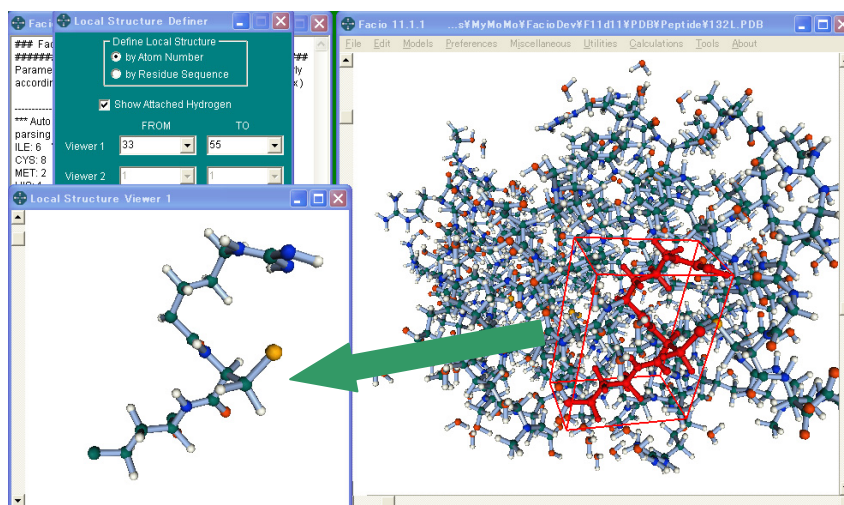 Local Structure Definer
Facio 11.1.1 ...s¥MyMoMo¥FacioDev¥F11d11¥PDB¥Peptide¥132L.PDB
File Edit Models Preferences Miscellaneous Utilities Calculations Tools About
Define Local Structure
by Atom Number
by Residue Sequence
Show Attached Hydrogen
FROM TO
Viewer 1 33 55
Viewer 2 1 1
### Fac
Parame
accordin
*** Auto
parsing
ILE: 6
CYS: 8
MET: 2
Local Structure Viewer 1